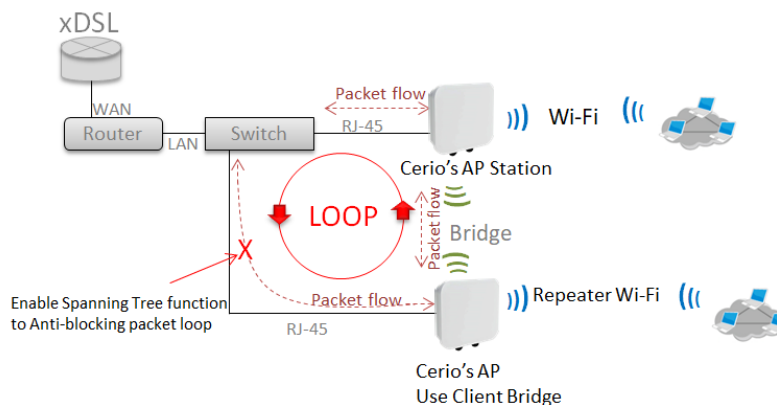 xDSL
WAN
Router
LAN
Switch
Packet flow
RJ-45
Wi-Fi
Cerio's AP Station
LOOP
Packet flow
Bridge
X
Enable Spanning Tree function
to Anti-blocking packet loop
Packet flow
RJ-45
Repeater Wi-Fi
Cerio's AP
Use Client Bridge